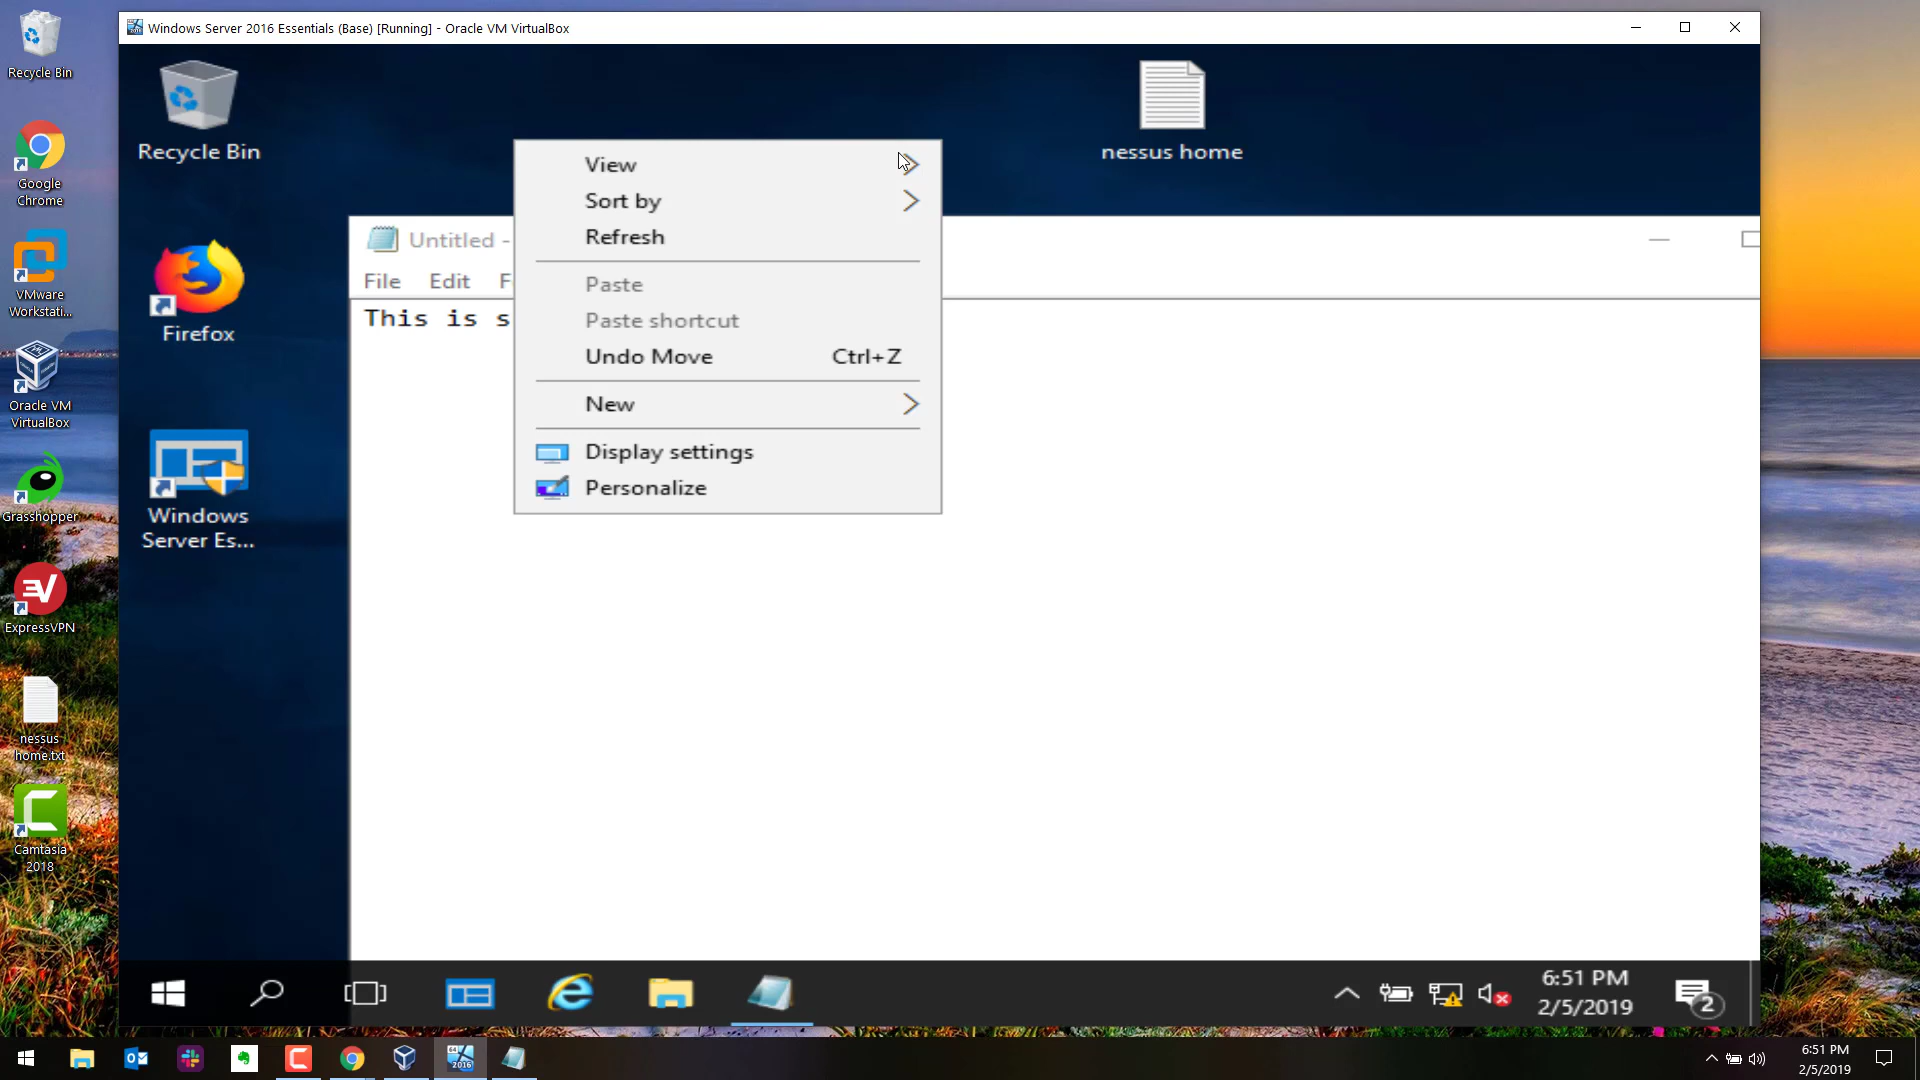 Windows Server 2016 Essentials (Base) [Running] - Oracle VM VirtualBox
Recycle Bin
Google
Chrome
VMware
Workstati...
Oracle VM
VirtualBox
Grasshopper
ExpressVPN
nessus
home.txt
Camtasia
2018
Recycle Bin
Firefox
Windows
Server Es...
nessus home
Untitled -
File Edit F
This is s
View
Sort by
Refresh
Paste
Paste shortcut
Undo Move Ctrl+Z
New
Display settings
Personalize
6:51 PM
2/5/2019
2
64
2016
6:51 PM
2/5/2019